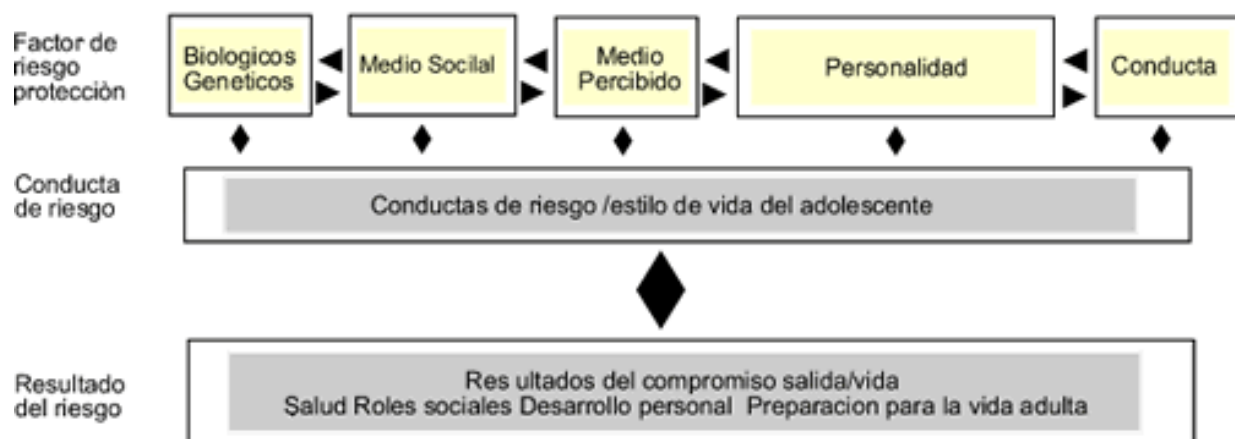 Factor de
riesgo
protecciòn
Biologicos
Geneticos
Medio Socilal
Medio
Percibido
Personalidad
Conducta
Conducta
de riesgo
Conductas de riesgo /estilo de vida del adolescente
Resultado
del riesgo
Res ultados del compromiso salida/vida
Salud Roles sociales Desarrollo personal Preparacion para la vida adulta